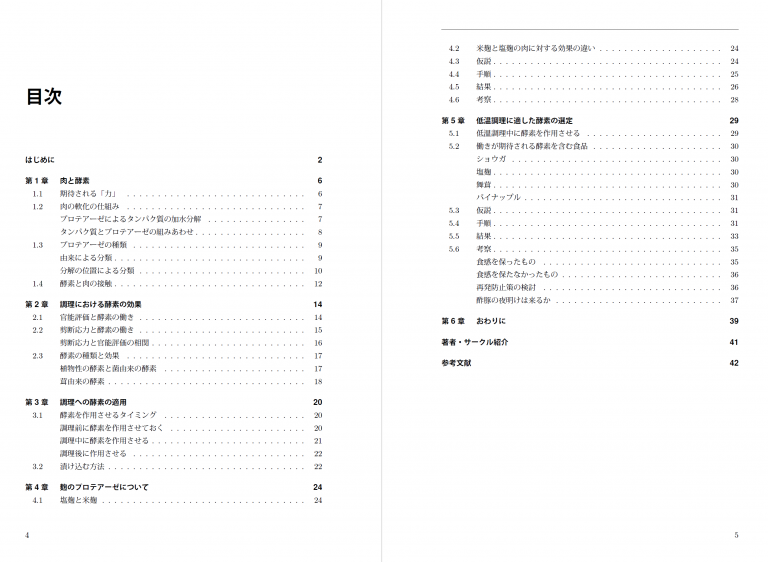 目次
はじめに 2
第 1 章 肉と酵素 6
1.1 期待される「力」 . . . . . . . . . . . . . . . . . . . . . . . . . . . . 6
1.2 肉の軟化の仕組み . . . . . . . . . . . . . . . . . . . . . . . . . . . . 7
プロテアーゼによるタンパク質の加水分解 . . . . . . . . . . . . . . . . 7
タンパク質とプロテアーゼの組みあわせ . . . . . . . . . . . . . . . . . 8
1.3 プロテアーゼの種類 . . . . . . . . . . . . . . . . . . . . . . . . . . . 9
由来による分類 . . . . . . . . . . . . . . . . . . . . . . . . . . . . . . 9
分解の位置による分類 . . . . . . . . . . . . . . . . . . . . . . . . . . 10
1.4 酵素と肉の接触 . . . . . . . . . . . . . . . . . . . . . . . . . . . . . 12
第 2 章 調理における酵素の効果 14
2.1 官能評価と酵素の働き . . . . . . . . . . . . . . . . . . . . . . . . . . 14
2.2 剪断応力と酵素の働き . . . . . . . . . . . . . . . . . . . . . . . . . . 15
剪断応力と官能評価の相関 . . . . . . . . . . . . . . . . . . . . . . . . 16
2.3 酵素の種類と効果 . . . . . . . . . . . . . . . . . . . . . . . . . . . . 17
植物性の酵素と菌由来の酵素 . . . . . . . . . . . . . . . . . . . . . . . 17
茸由来の酵素 . . . . . . . . . . . . . . . . . . . . . . . . . . . . . . . 18
第 3 章 調理への酵素の適用 20
3.1 酵素を作用させるタイミング . . . . . . . . . . . . . . . . . . . . . . . 20
調理前に酵素を作用させておく . . . . . . . . . . . . . . . . . . . . . . 20
調理中に酵素を作用させる . . . . . . . . . . . . . . . . . . . . . . . . 21
調理後に作用させる . . . . . . . . . . . . . . . . . . . . . . . . . . . 22
3.2 漬け込む方法 . . . . . . . . . . . . . . . . . . . . . . . . . . . . . . 22
第 4 章 麹のプロテアーゼについて 24
4.1 塩麹と米麹 . . . . . . . . . . . . . . . . . . . . . . . . . . . . . . . 24
4
4.2 米麹と塩麹の肉に対する効果の違い . . . . . . . . . . . . . . . . . . . . 24
4.3 仮説 . . . . . . . . . . . . . . . . . . . . . . . . . . . . . . . . . . . 24
4.4 手順 . . . . . . . . . . . . . . . . . . . . . . . . . . . . . . . . . . . 25
4.5 結果 . . . . . . . . . . . . . . . . . . . . . . . . . . . . . . . . . . . 26
4.6 考察 . . . . . . . . . . . . . . . . . . . . . . . . . . . . . . . . . . . 28
第 5 章 低温調理に適した酵素の選定 29
5.1 低温調理中に酵素を作用させる . . . . . . . . . . . . . . . . . . . . . . 29
5.2 働きが期待される酵素を含む食品 . . . . . . . . . . . . . . . . . . . . . 30
ショウガ . . . . . . . . . . . . . . . . . . . . . . . . . . . . . . . . . 30
塩麹 . . . . . . . . . . . . . . . . . . . . . . . . . . . . . . . . . . . 30
舞茸 . . . . . . . . . . . . . . . . . . . . . . . . . . . . . . . . . . . 30
パイナップル . . . . . . . . . . . . . . . . . . . . . . . . . . . . . . . 31
5.3 仮説 . . . . . . . . . . . . . . . . . . . . . . . . . . . . . . . . . . . 31
5.4 手順 . . . . . . . . . . . . . . . . . . . . . . . . . . . . . . . . . . . 31
5.5 結果 . . . . . . . . . . . . . . . . . . . . . . . . . . . . . . . . . . . 33
5.6 考察 . . . . . . . . . . . . . . . . . . . . . . . . . . . . . . . . . . . 35
食感を保ったもの . . . . . . . . . . . . . . . . . . . . . . . . . . . . 35
食感を保たなかったもの . . . . . . . . . . . . . . . . . . . . . . . . . 36
再発防止策の検討 . . . . . . . . . . . . . . . . . . . . . . . . . . . . 36
酢豚の夜明けは来るか . . . . . . . . . . . . . . . . . . . . . . . . . . 37
第 6 章 おわりに 39
著者・サークル紹介 41
参考文献 42
5